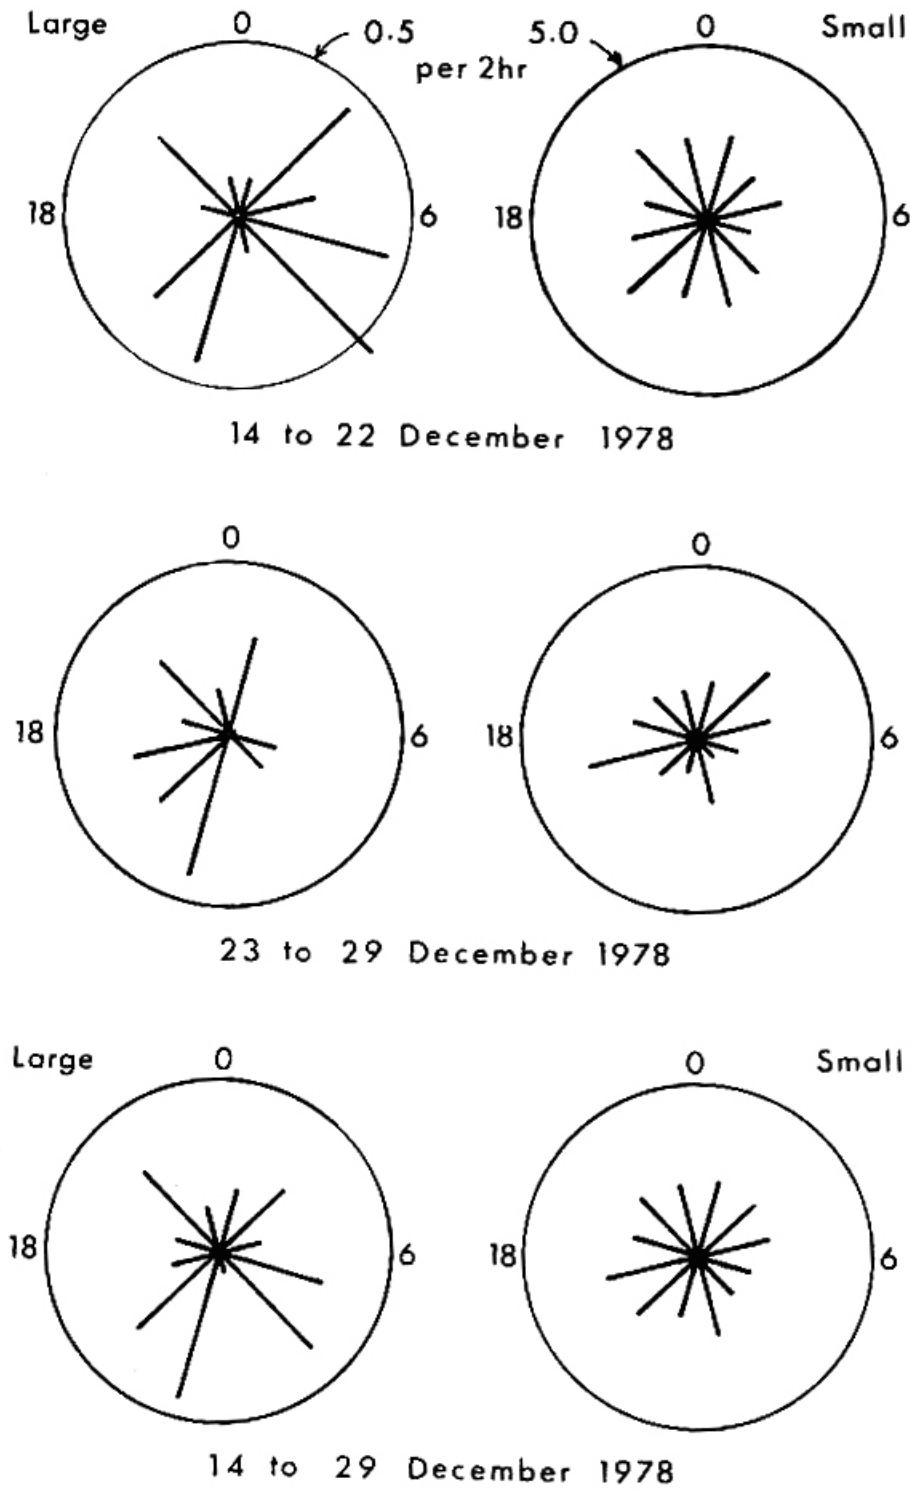 Large 0 0.5 5.0 0 Small
per 2hr
18 6 18 6
14 to 22 December 1978
0 0
18 6 18 6
23 to 29 December 1978
Large 0 0 Small
18 6 18 6
14 to 29 December 1978